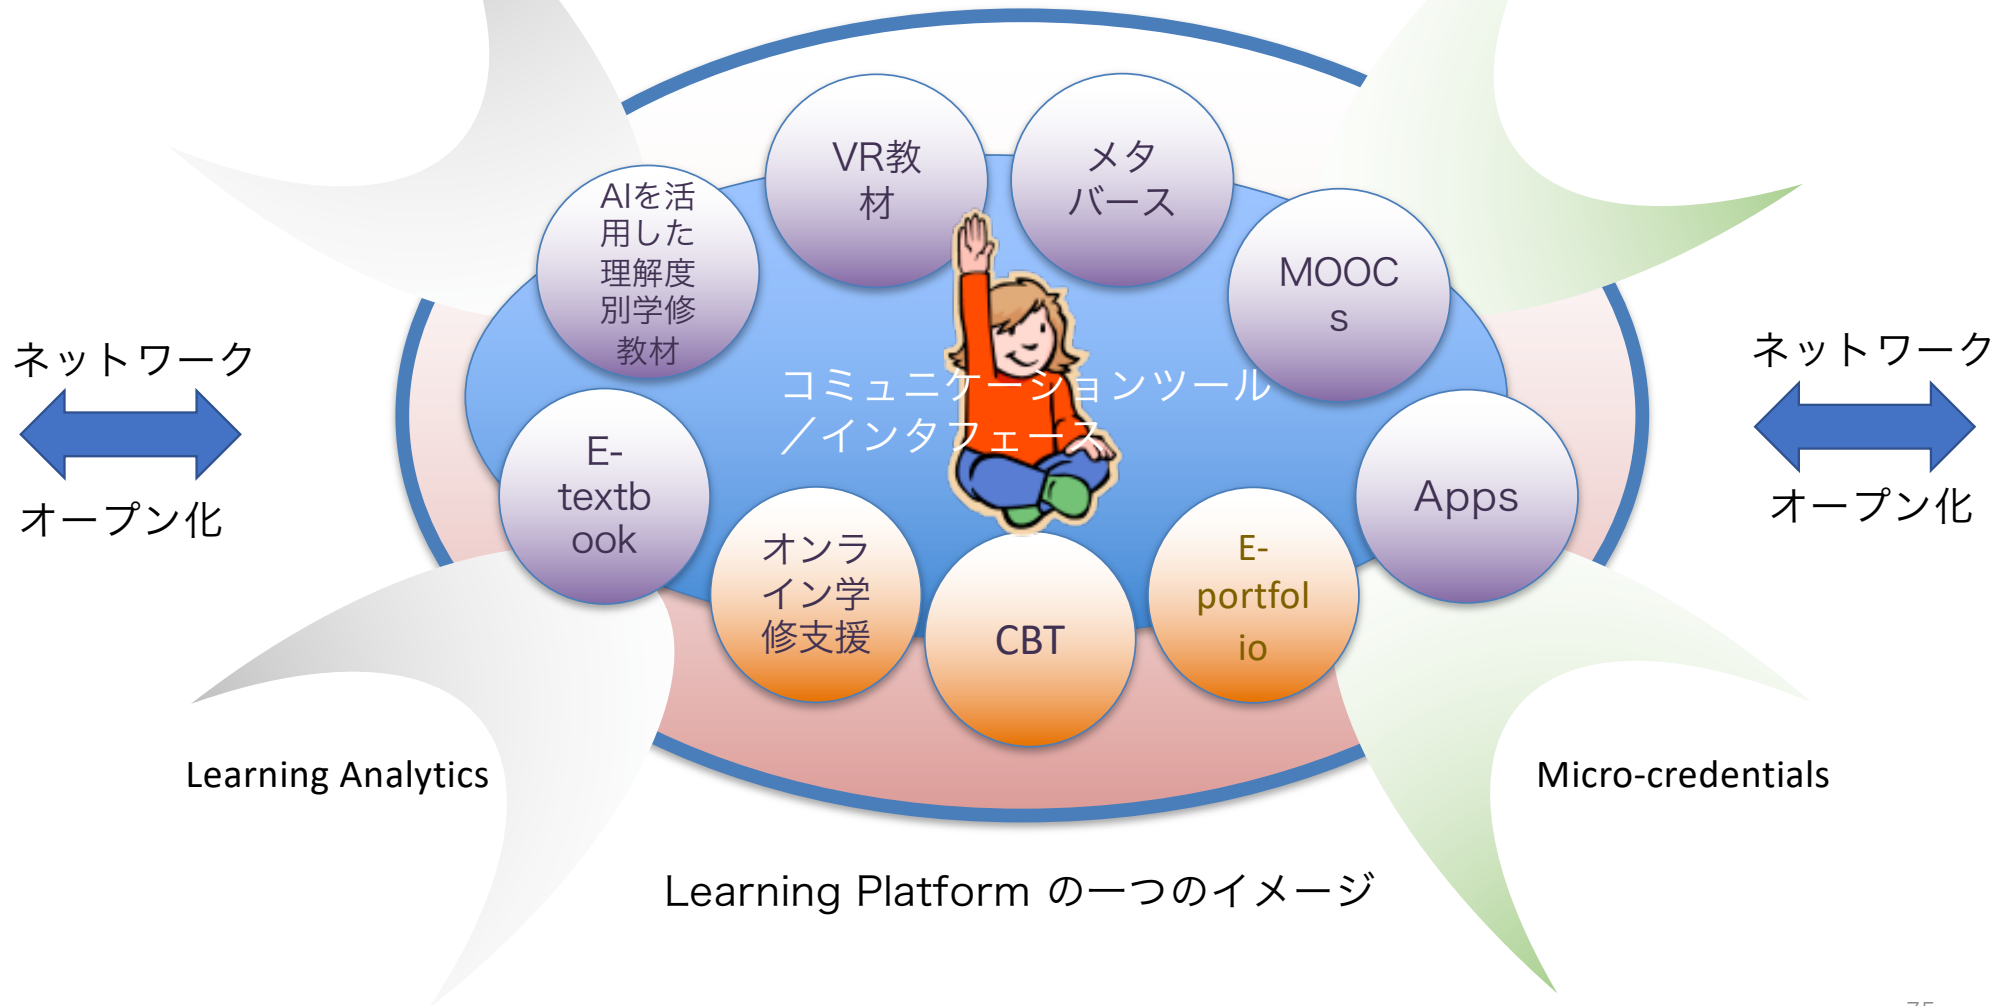 VR教
材
メタ
バース
AIを活
用した
理解度
別学修
教材
MOOC
s
ネットワーク
オープン化
コミュニケーションツール
／インタフェース
ネットワーク
オープン化
E-
textb
ook
Apps
オンラ
イン学
修支援
CBT
E-
portfol
io
Learning Analytics
Micro-credentials
Learning Platform の一つのイメージ